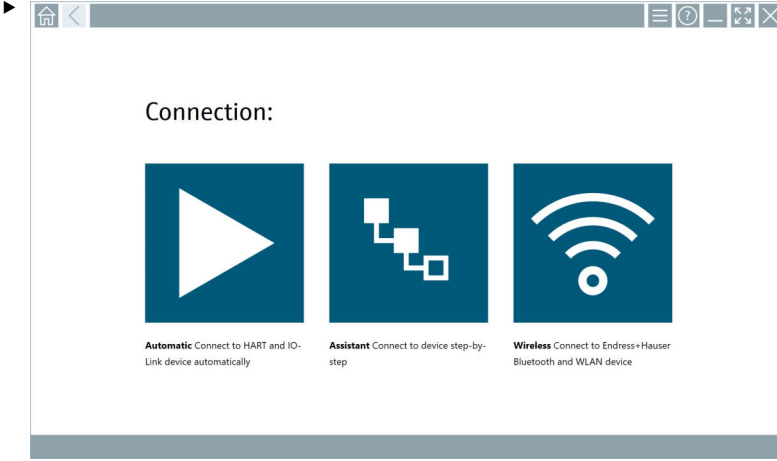 Connection:
Automatic Connect to HART and IO-
Link device automatically
Assistant Connect to device step-by-
step
Wireless Connect to Endress+Hauser
Bluetooth and WLAN device